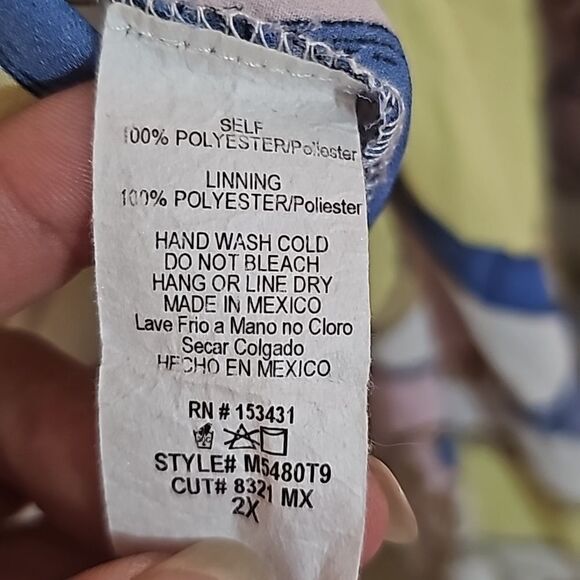 SELF
100% POLYESTER/Poliester
LINNING
100% POLYESTER/Poliester
HAND WASH COLD
DO NOT BLEACH
HANG OR LINE DRY
MADE IN MEXICO
Lave Frio a Mano no Cloro
Secar Colgado
HECHO EN MEXICO
RN # 153431
STYLE# M5480T9
CUT# 8321 MX
2X